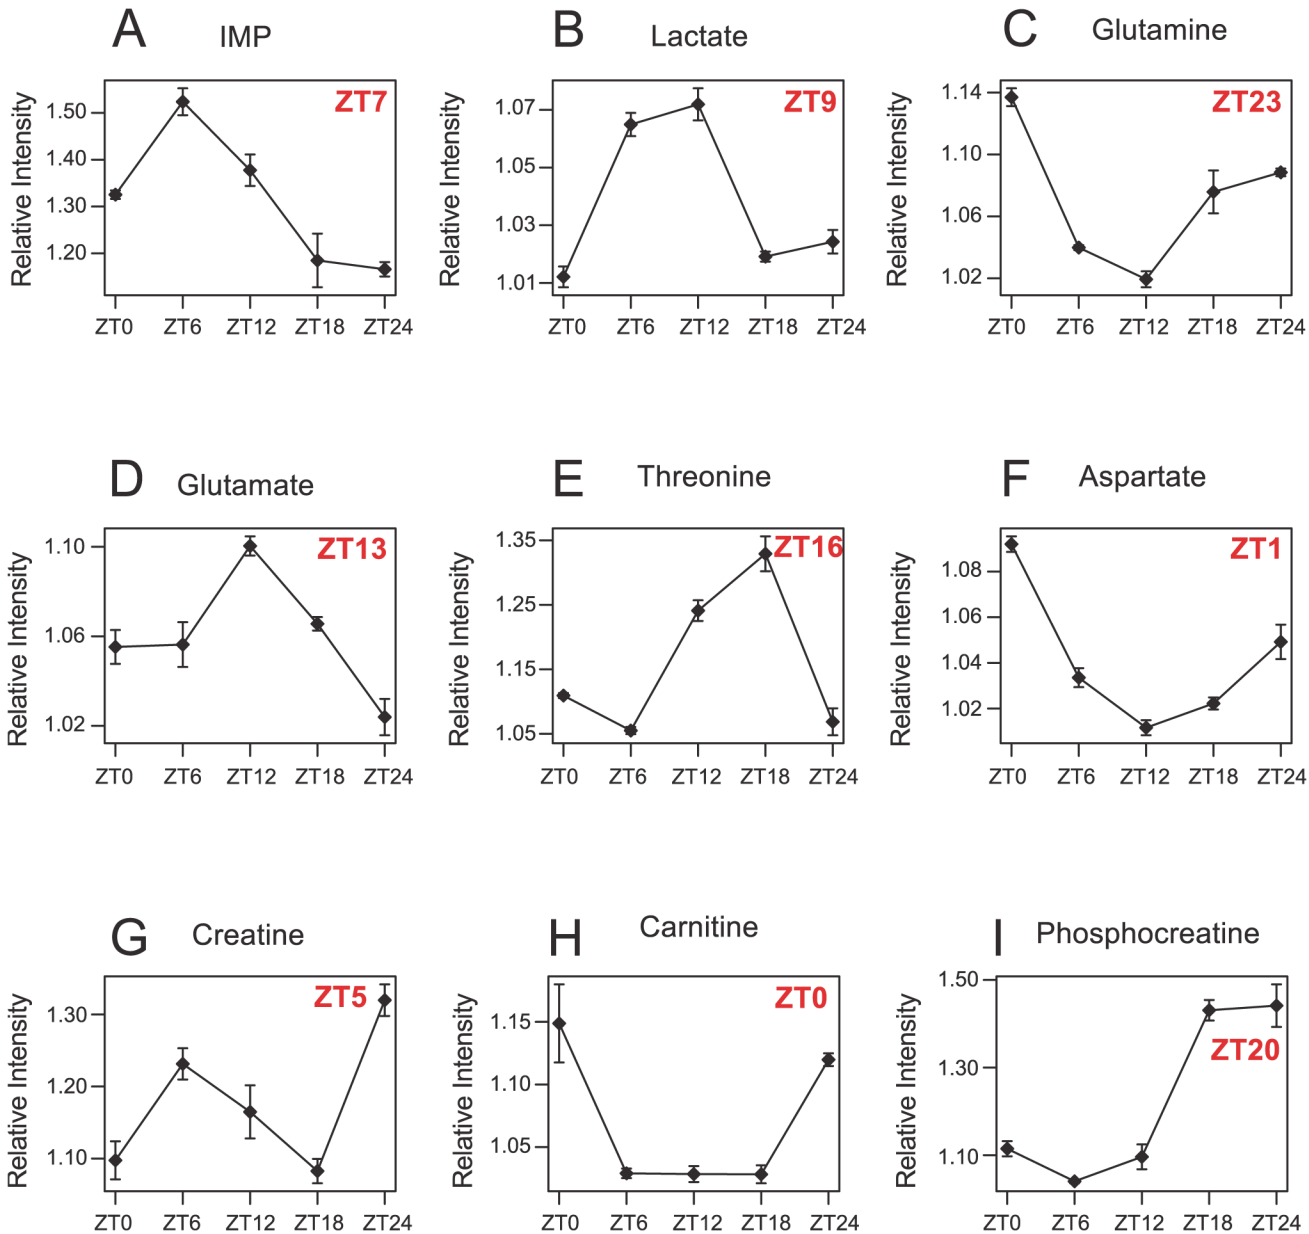 A
IMP
ZT7
Relative Intensity
1.50
1.40
1.30
1.20
ZT0 ZT6 ZT12 ZT18 ZT24
B
Lactate
ZT9
Relative Intensity
1.07
1.05
1.03
1.01
ZT0 ZT6 ZT12 ZT18 ZT24
C
Glutamine
ZT23
Relative Intensity
1.14
1.10
1.06
1.02
ZT0 ZT6 ZT12 ZT18 ZT24
D
Glutamate
ZT13
Relative Intensity
1.10
1.06
1.02
ZT0 ZT6 ZT12 ZT18 ZT24
E
Threonine
ZT16
Relative Intensity
1.35
1.25
1.15
1.05
ZT0 ZT6 ZT12 ZT18 ZT24
F
Aspartate
ZT1
Relative Intensity
1.08
1.06
1.04
1.02
ZT0 ZT6 ZT12 ZT18 ZT24
G
Creatine
ZT5
Relative Intensity
1.30
1.20
1.10
ZT0 ZT6 ZT12 ZT18 ZT24
H
Carnitine
ZT0
Relative Intensity
1.15
1.10
1.05
ZT0 ZT6 ZT12 ZT18 ZT24
I
Phosphocreatine
ZT20
Relative Intensity
1.50
1.30
1.10
ZT0 ZT6 ZT12 ZT18 ZT24